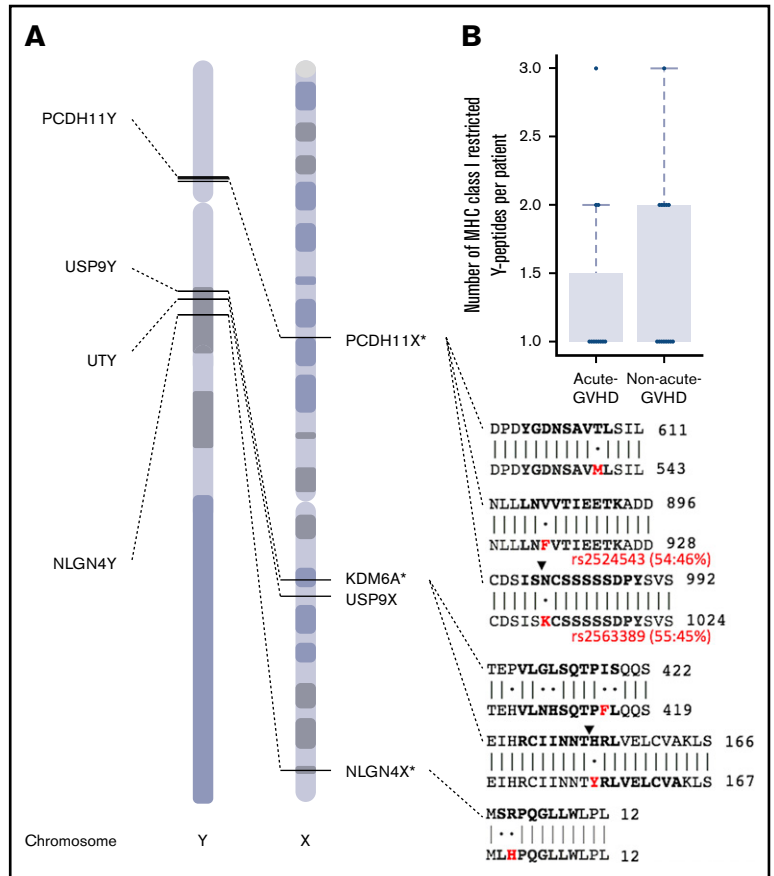 A
B
PCDH11Y
USP9Y
UTY
NLGN4Y
PCDH11X*
KDM6A*
USP9X
NLGN4X*
Chromosome
Y
X
Number of MHC class I restricted
Y-peptides per patient
3.0
2.5
2.0
1.5
1.0
Acute-
GVHD
Non-acute-
GVHD
DPDYGDNSAVTLSIL 611
DPDYGDNSAVMLSIL 543
NLLLNVVTIEETKADD 896
NLLLNFVTIEETKADD 928
rs2524543 (54:46%)
CDSISNCSSSSSDPYSVS 992
CDSISKCSSSSSDPYSVS 1024
rs2563389 (55:45%)
TEPVLGLSQTPISQQS 422
TEHVLNHSQTPFLQQS 419
EIHRCIINNTHRLVELCVAKLS 166
EIHRCIINNTYRLVELCVAKLS 167
MSRPQGLLWLPL 12
MLHPQGLLWLPL 12